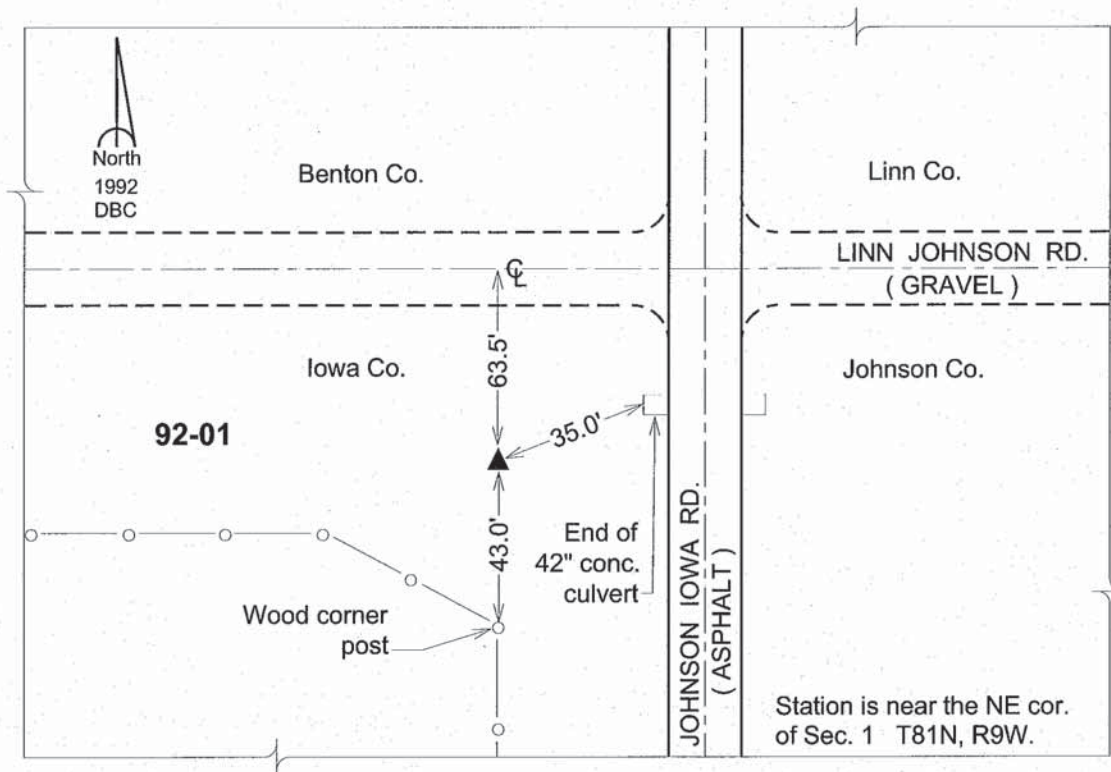 North
1992
DBC
Benton Co.
Linn Co.
LINN JOHNSON RD.
( GRAVEL )
℄
63.5'
Iowa Co.
Johnson Co.
92-01
35.0'
43.0'
End of
42" conc.
culvert
Wood corner
post
JOHNSON IOWA RD.
( ASPHALT )
Station is near the NE cor.
of Sec. 1 T81N, R9W.